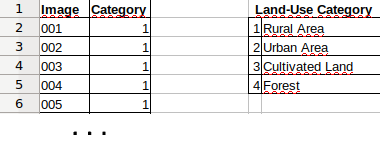 1 Image Category Land-Use Category
2 001 1 1 Rural Area
3 002 1 2 Urban Area
4 003 1 3 Cultivated Land
5 004 1 4 Forest
6 005 1
...